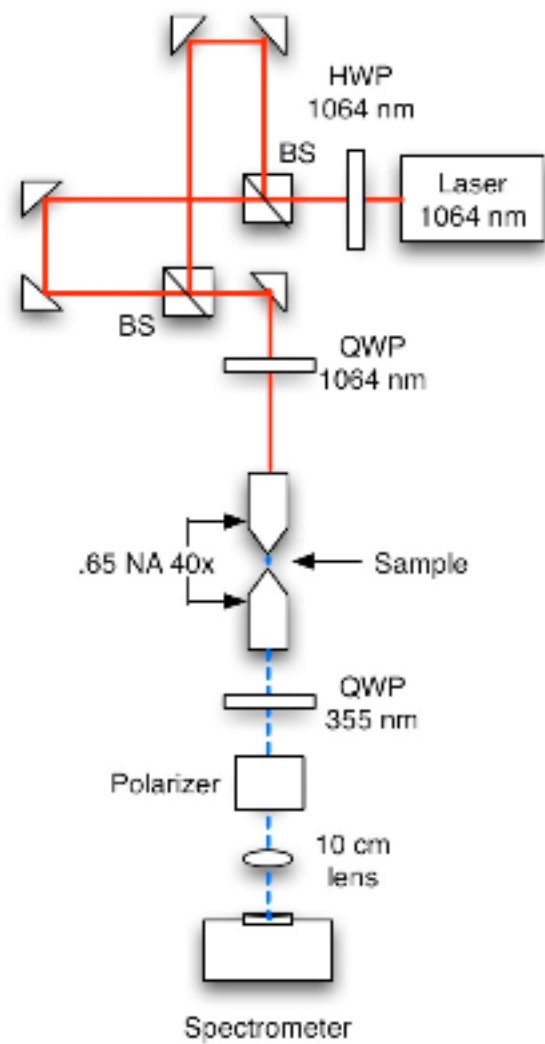 HWP
1064 nm
BS
Laser
1064 nm
BS
QWP
1064 nm
.65 NA 40x
Sample
QWP
355 nm
Polarizer
10 cm
lens
Spectrometer